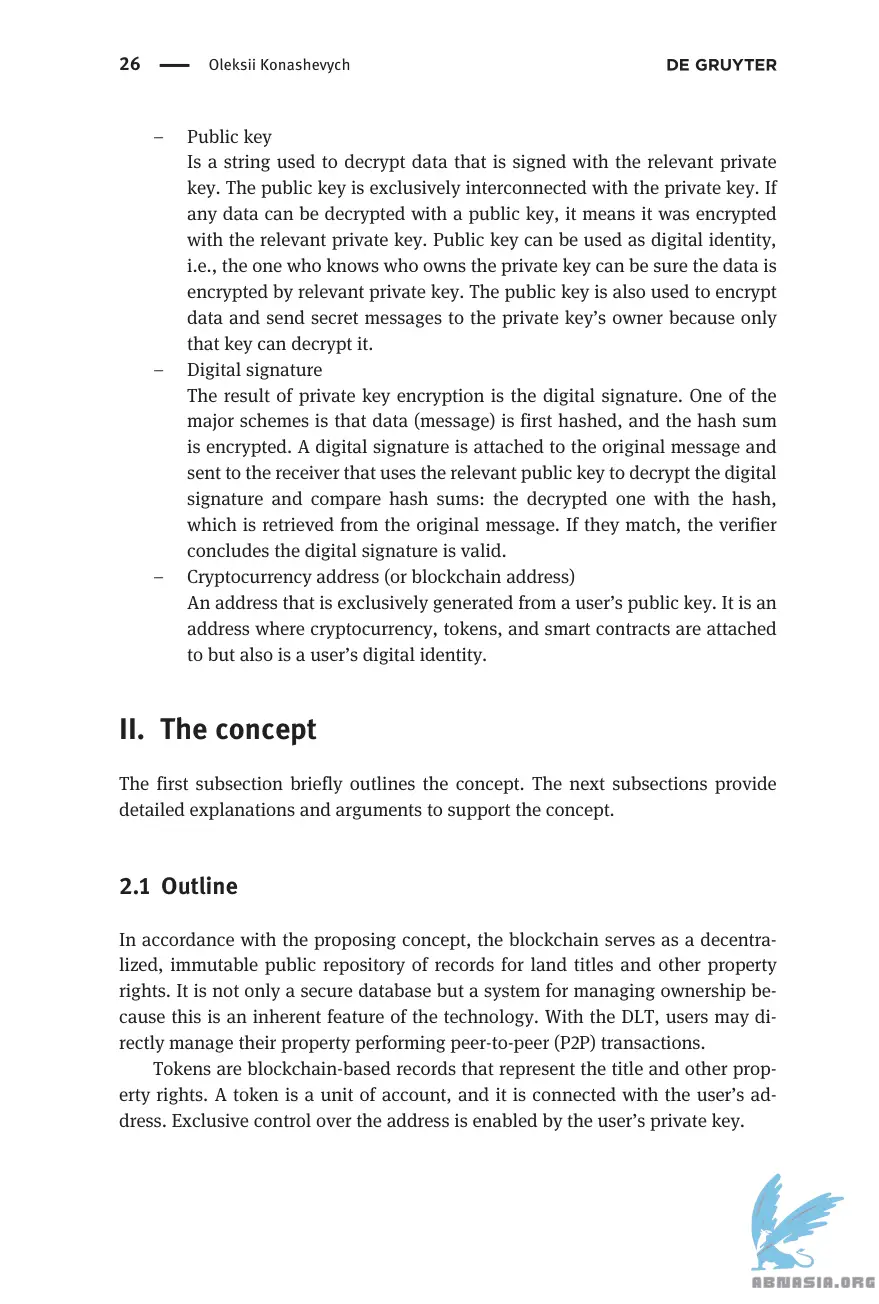 26 — Oleksii Konashevych DE GRUYTER
– Public key
Is a string used to decrypt data that is signed with the relevant private
key. The public key is exclusively interconnected with the private key. If
any data can be decrypted with a public key, it means it was encrypted
with the relevant private key. Public key can be used as digital identity,
i.e., the one who knows who owns the private key can be sure the data is
encrypted by relevant private key. The public key is also used to encrypt
data and send secret messages to the private key’s owner because only
that key can decrypt it.
– Digital signature
The result of private key encryption is the digital signature. One of the
major schemes is that data (message) is first hashed, and the hash sum
is encrypted. A digital signature is attached to the original message and
sent to the receiver that uses the relevant public key to decrypt the digital
signature and compare hash sums: the decrypted one with the hash,
which is retrieved from the original message. If they match, the verifier
concludes the digital signature is valid.
– Cryptocurrency address (or blockchain address)
An address that is exclusively generated from a user’s public key. It is an
address where cryptocurrency, tokens, and smart contracts are attached
to but also is a user’s digital identity.
II. The concept
The first subsection briefly outlines the concept. The next subsections provide
detailed explanations and arguments to support the concept.
2.1 Outline
In accordance with the proposing concept, the blockchain serves as a decentra-
lized, immutable public repository of records for land titles and other property
rights. It is not only a secure database but a system for managing ownership be-
cause this is an inherent feature of the technology. With the DLT, users may di-
rectly manage their property performing peer-to-peer (P2P) transactions.
Tokens are blockchain-based records that represent the title and other prop-
erty rights. A token is a unit of account, and it is connected with the user’s ad-
dress. Exclusive control over the address is enabled by the user’s private key.
ABNASIA.ORG